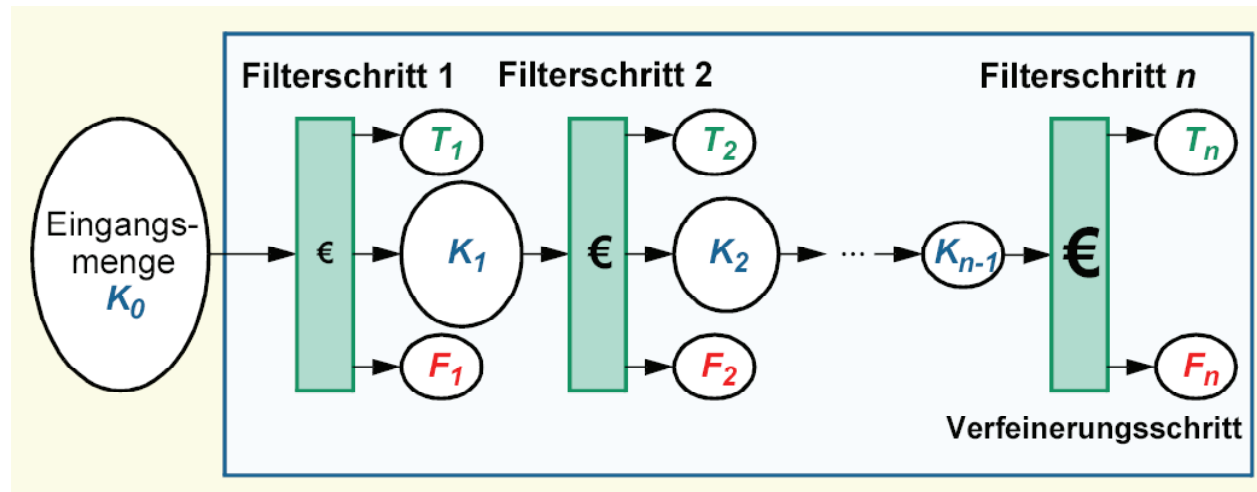 Filterschritt 1
Filterschritt 2
Filterschritt n
Eingangs-
menge
K0
€
T1
K1
F1
€
T2
K2
F2
...
Kn-1
€
Tn
Fn
Verfeinerungsschritt